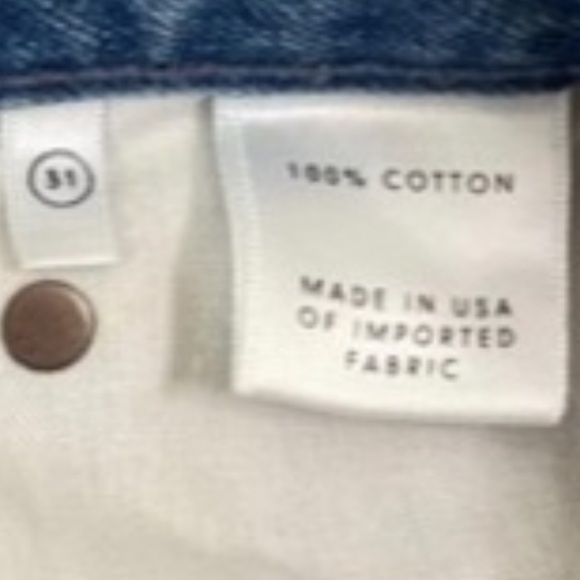 31
100% COTTON
MADE IN USA
OF IMPORTED
FABRIC